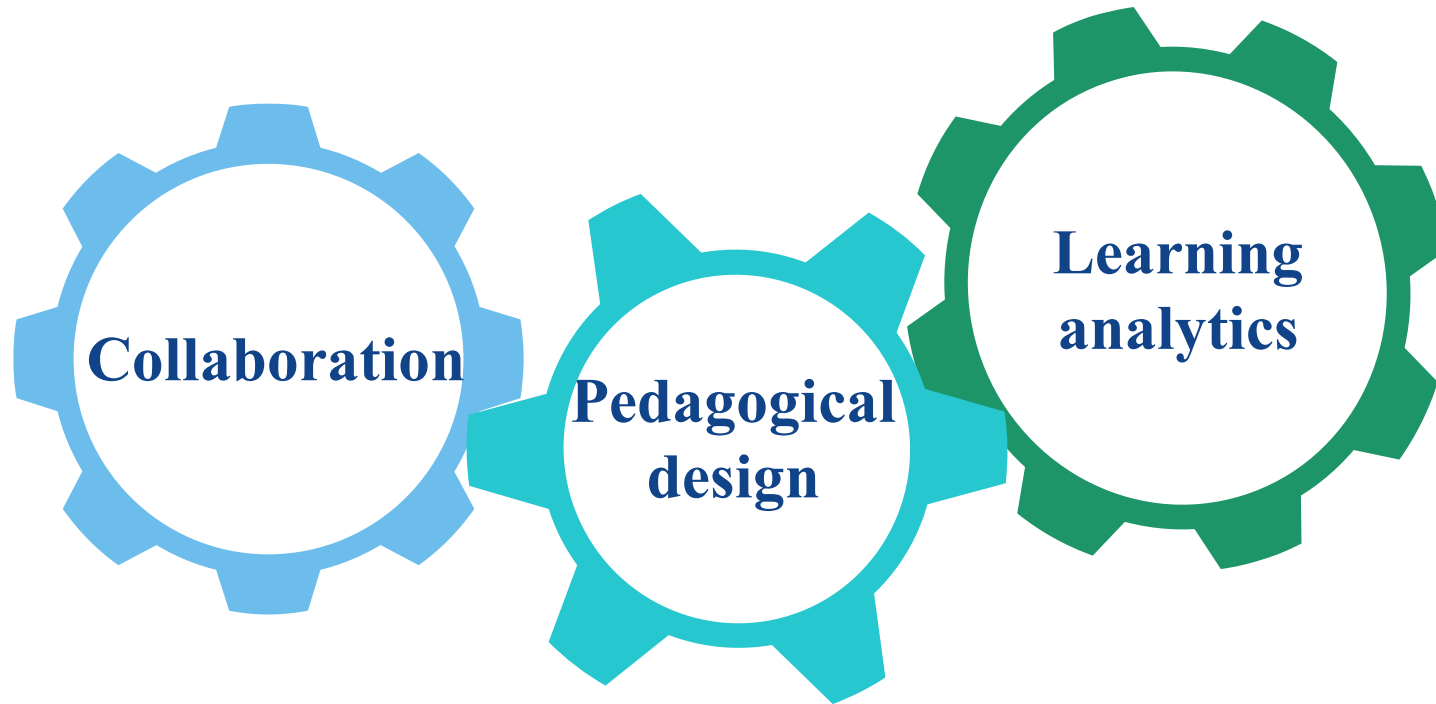 Collaboration
Pedagogical
design
Learning
analytics